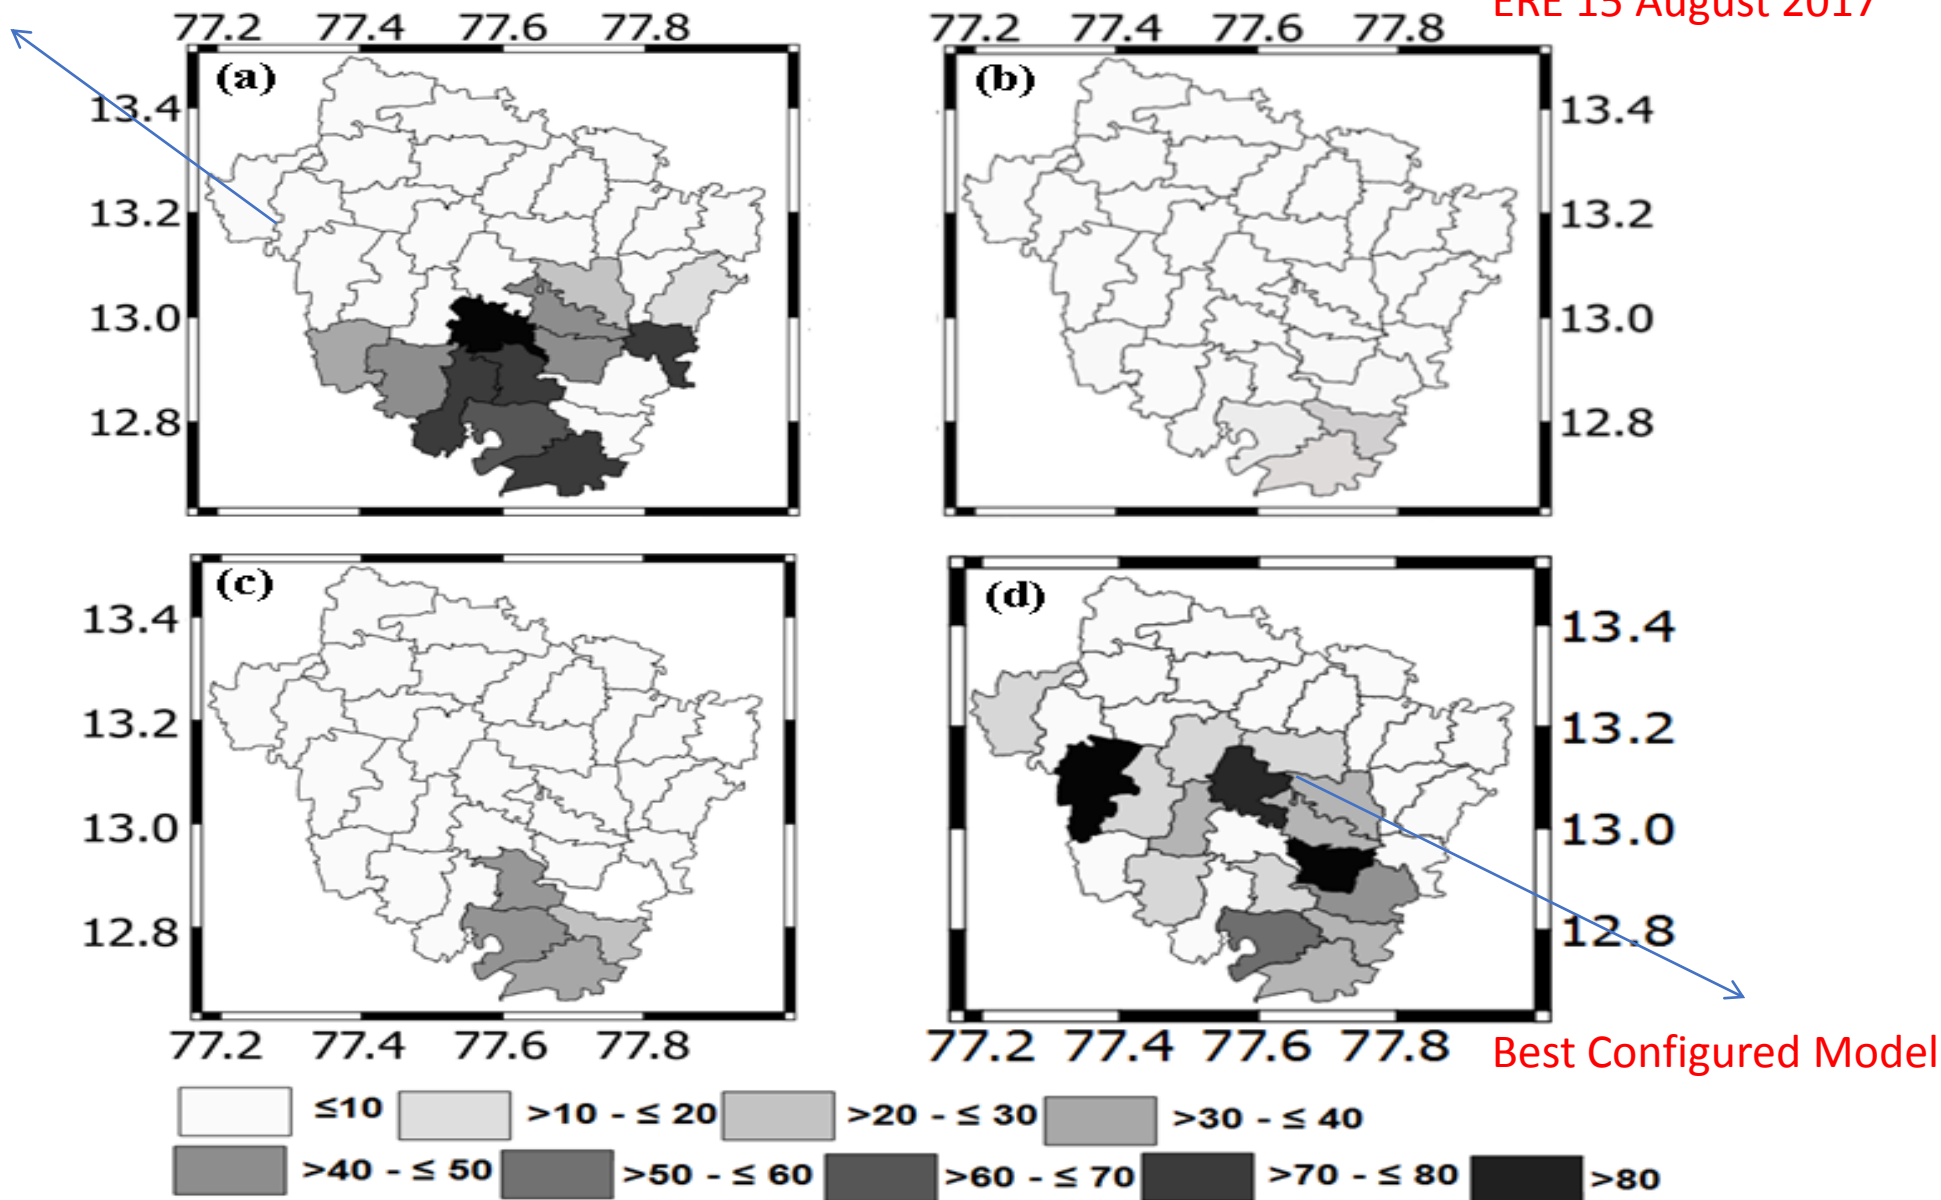 ERE 15 August 2017
77.2 77.4 77.6 77.8 77.2 77.4 77.6 77.8
(a) (b)
13.4 13.4
13.2 13.2
13.0 13.0
12.8 12.8
(c) (d)
13.4 13.4
13.2 13.2
13.0 13.0
12.8 12.8
77.2 77.4 77.6 77.8 77.2 77.4 77.6 77.8
Best Configured Model
≤10 >10 - ≤ 20 >20 - ≤ 30 >30 - ≤ 40
>40 - ≤ 50 >50 - ≤ 60 >60 - ≤ 70 >70 - ≤ 80 >80